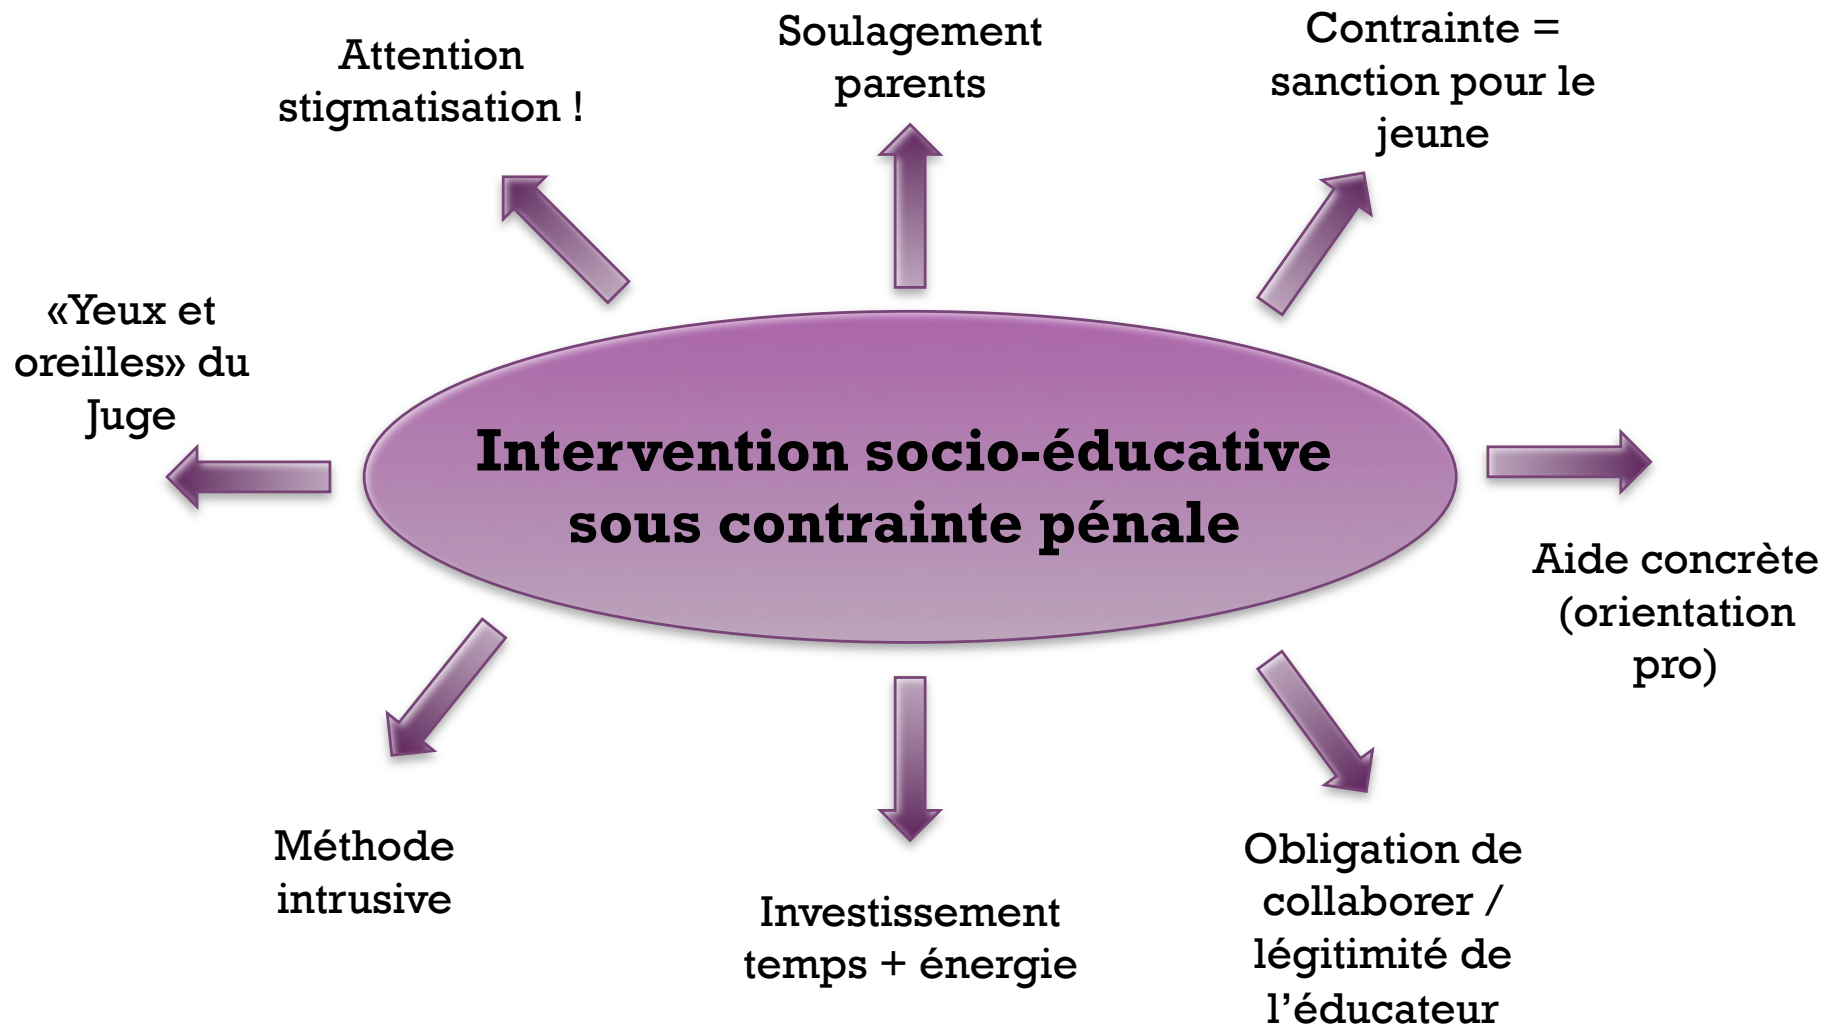 Attention
stigmatisation !
Soulagement
parents
Contrainte =
sanction pour le
jeune
«Yeux et
oreilles» du
Juge
Intervention socio-éducative
sous contrainte pénale
Aide concrète
(orientation
pro)
Méthode
intrusive
Investissement
temps + énergie
Obligation de
collaborer /
légitimité de
l’éducateur